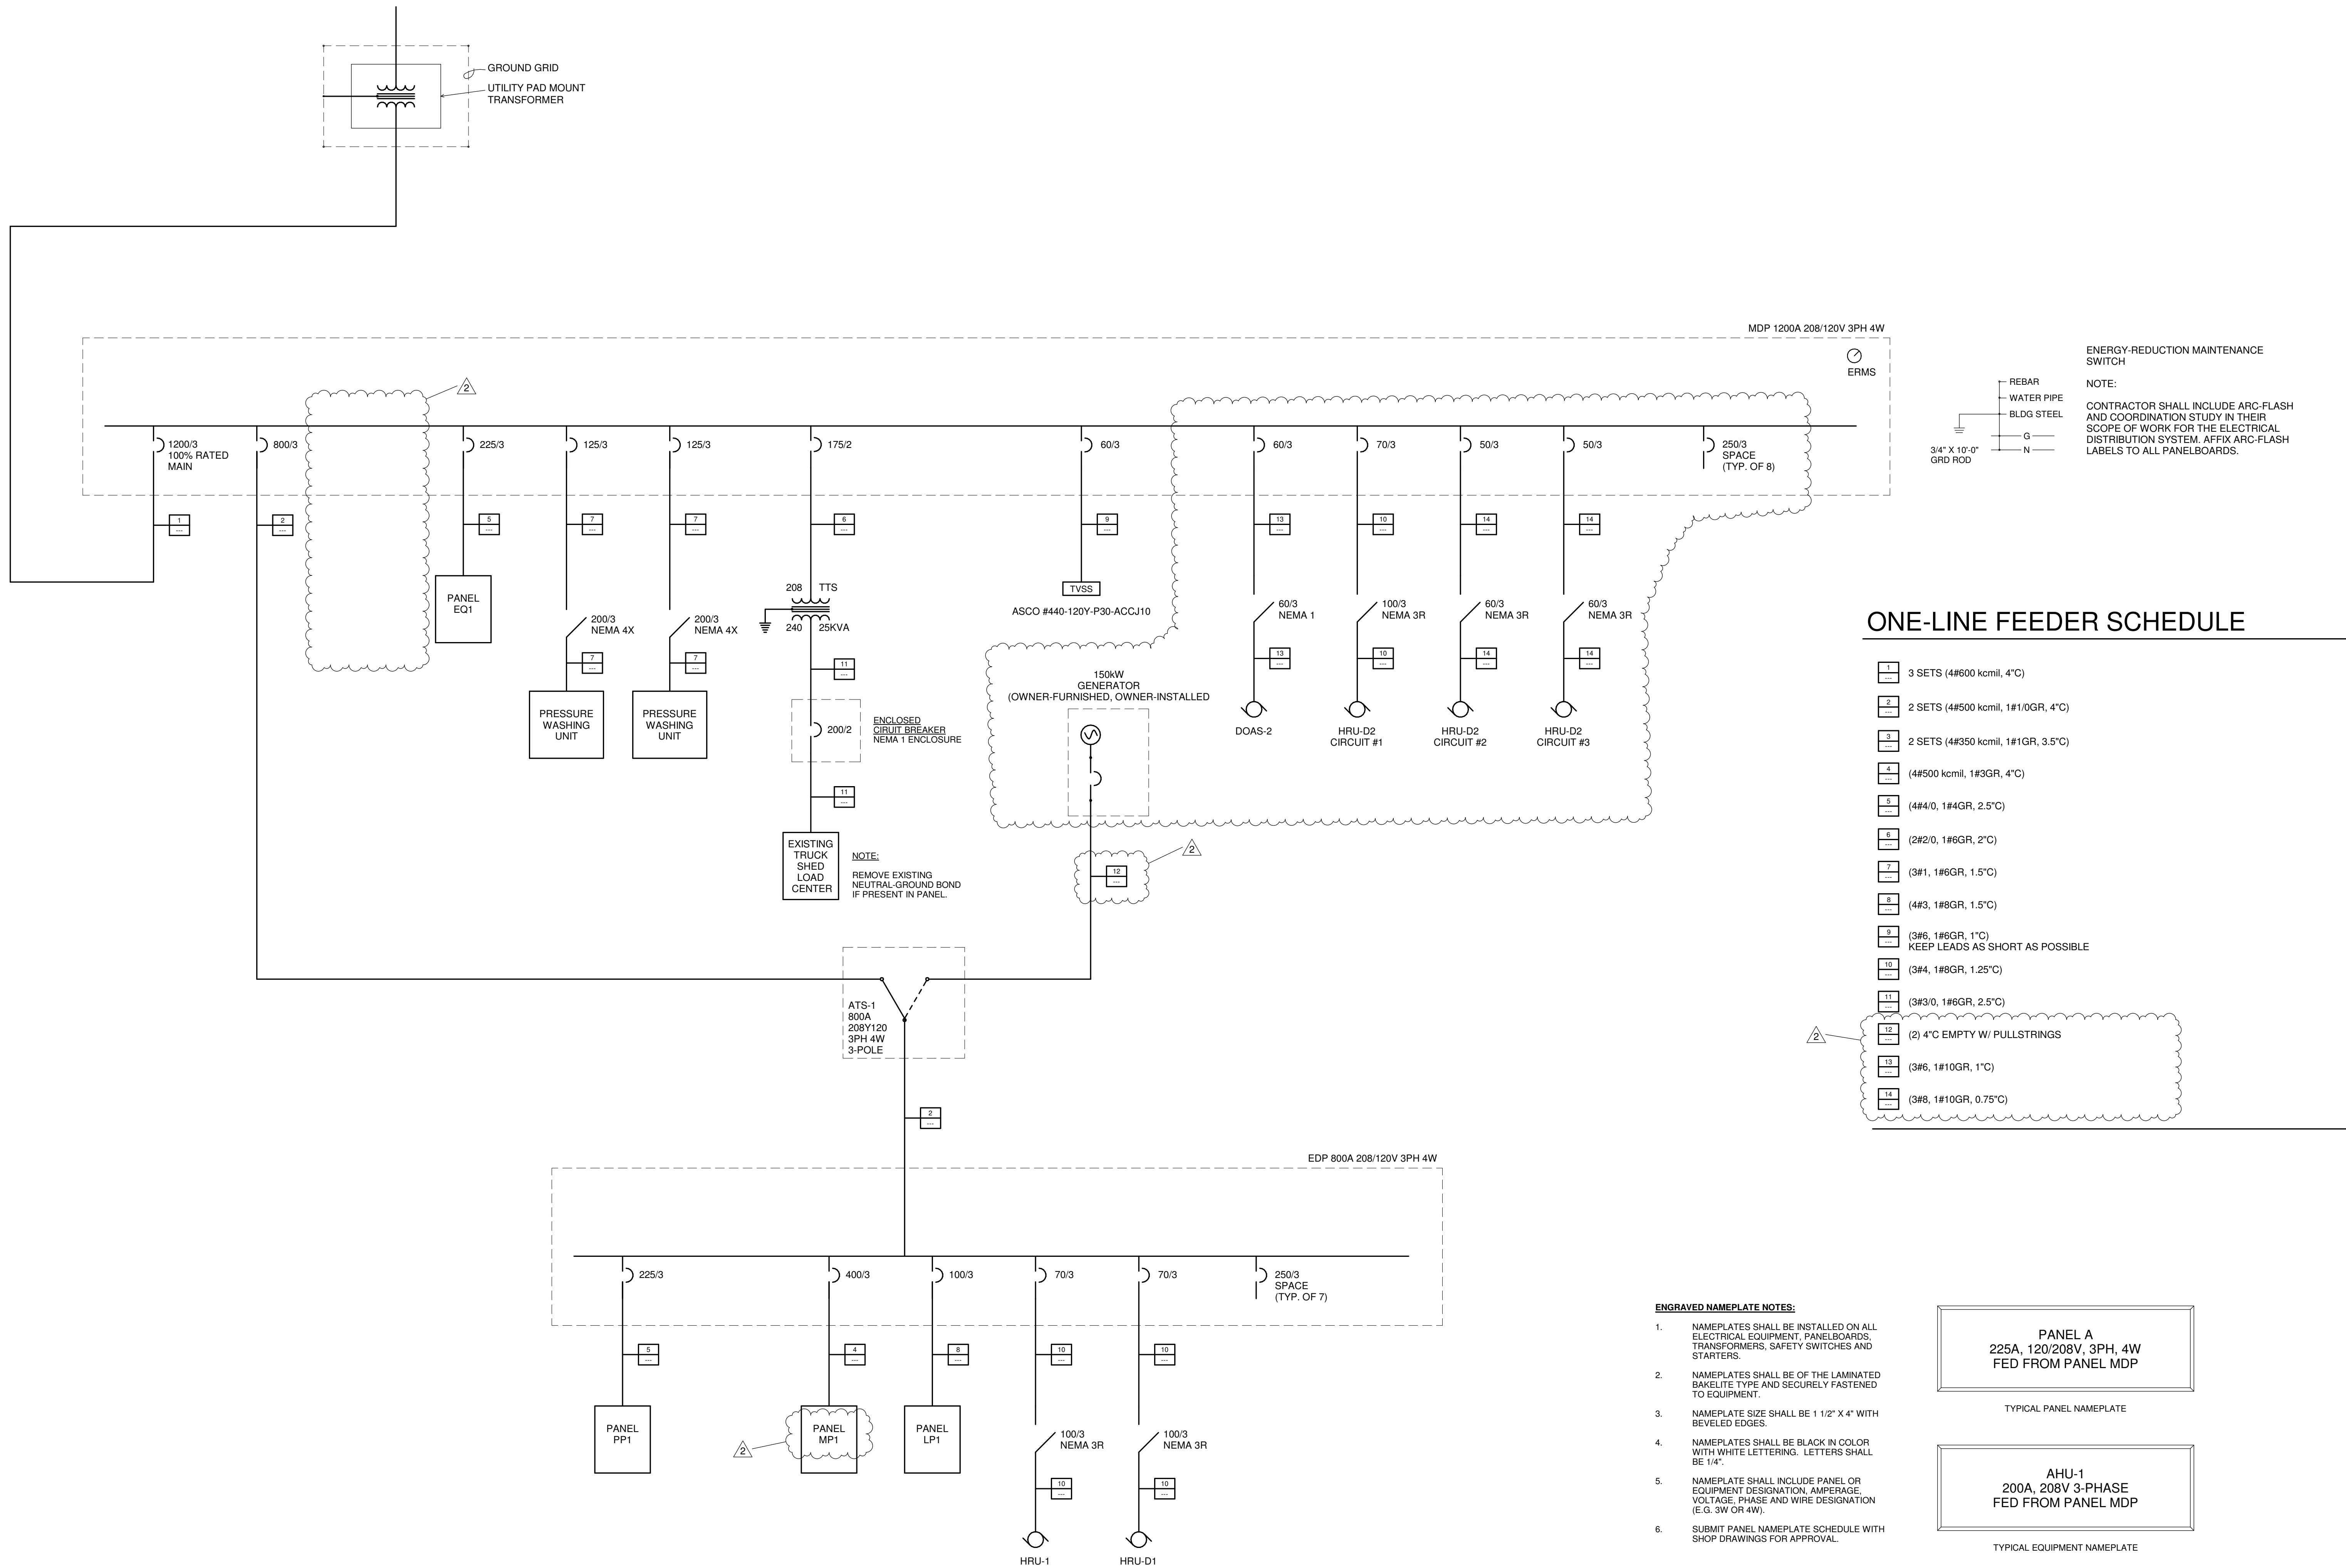 GROUND GRID
UTILITY PAD MOUNT
TRANSFORMER
MDP 1200A 208/120V 3PH 4W
ERMS
ENERGY-REDUCTION MAINTENANCE
SWITCH
NOTE:
CONTRACTOR SHALL INCLUDE ARC-FLASH
AND COORDINATION STUDY IN THEIR
SCOPE OF WORK FOR THE ELECTRICAL
DISTRIBUTION SYSTEM. AFFIX ARC-FLASH
LABELS TO ALL PANELBOARDS.
REBAR
WATER PIPE
BLDG STEEL
G
N
3/4" X 10'-0"
GRD ROD
2
1200/3
100% RATED
MAIN
800/3
225/3
125/3
125/3
175/2
60/3
60/3
70/3
50/3
50/3
250/3
SPACE
(TYP. OF 8)
1
---
2
---
5
---
7
---
7
---
6
---
9
---
13
---
10
---
14
---
14
---
PANEL
EQ1
200/3
NEMA 4X
200/3
NEMA 4X
208 TTS
240 25KVA
TVSS
ASCO #440-120Y-P30-ACCJ10
60/3
NEMA 1
100/3
NEMA 3R
60/3
NEMA 3R
60/3
NEMA 3R
7
---
7
---
11
---
13
---
10
---
14
---
14
---
PRESSURE
WASHING
UNIT
PRESSURE
WASHING
UNIT
200/2
ENCLOSED
CIRUIT BREAKER
NEMA 1 ENCLOSURE
150kW
GENERATOR
(OWNER-FURNISHED, OWNER-INSTALLED
DOAS-2
HRU-D2
CIRCUIT #1
HRU-D2
CIRCUIT #2
HRU-D2
CIRCUIT #3
11
---
EXISTING
TRUCK
SHED
LOAD
CENTER
NOTE:
REMOVE EXISTING
NEUTRAL-GROUND BOND
IF PRESENT IN PANEL.
2
12
---
ATS-1
800A
208Y120
3PH 4W
3-POLE
2
---
EDP 800A 208/120V 3PH 4W
225/3
400/3
100/3
70/3
70/3
250/3
SPACE
(TYP. OF 7)
5
---
4
---
8
---
10
---
10
---
PANEL
PP1
2
PANEL
MP1
PANEL
LP1
100/3
NEMA 3R
100/3
NEMA 3R
10
---
10
---
HRU-1
HRU-D1
ONE-LINE FEEDER SCHEDULE
1
---
3 SETS (4#600 kcmil, 4"C)
2
---
2 SETS (4#500 kcmil, 1#1/0GR, 4"C)
3
---
2 SETS (4#350 kcmil, 1#1GR, 3.5"C)
4
---
(4#500 kcmil, 1#3GR, 4"C)
5
---
(4#4/0, 1#4GR, 2.5"C)
6
---
(2#2/0, 1#6GR, 2"C)
7
---
(3#1, 1#6GR, 1.5"C)
8
---
(4#3, 1#8GR, 1.5"C)
9
---
(3#6, 1#6GR, 1"C)
KEEP LEADS AS SHORT AS POSSIBLE
10
---
(3#4, 1#8GR, 1.25"C)
11
---
(3#3/0, 1#6GR, 2.5"C)
2
12
---
(2) 4"C EMPTY W/ PULLSTRINGS
13
---
(3#6, 1#10GR, 1"C)
14
---
(3#8, 1#10GR, 0.75"C)
ENGRAVED NAMEPLATE NOTES:
1. NAMEPLATES SHALL BE INSTALLED ON ALL
ELECTRICAL EQUIPMENT, PANELBOARDS,
TRANSFORMERS, SAFETY SWITCHES AND
STARTERS.
2. NAMEPLATES SHALL BE OF THE LAMINATED
BAKELITE TYPE AND SECURELY FASTENED
TO EQUIPMENT.
3. NAMEPLATE SIZE SHALL BE 1 1/2" X 4" WITH
BEVELED EDGES.
4. NAMEPLATES SHALL BE BLACK IN COLOR
WITH WHITE LETTERING. LETTERS SHALL
BE 1/4".
5. NAMEPLATE SHALL INCLUDE PANEL OR
EQUIPMENT DESIGNATION, AMPERAGE,
VOLTAGE, PHASE AND WIRE DESIGNATION
(E.G. 3W OR 4W).
6. SUBMIT PANEL NAMEPLATE SCHEDULE WITH
SHOP DRAWINGS FOR APPROVAL.
PANEL A
225A, 120/208V, 3PH, 4W
FED FROM PANEL MDP
TYPICAL PANEL NAMEPLATE
AHU-1
200A, 208V 3-PHASE
FED FROM PANEL MDP
TYPICAL EQUIPMENT NAMEPLATE